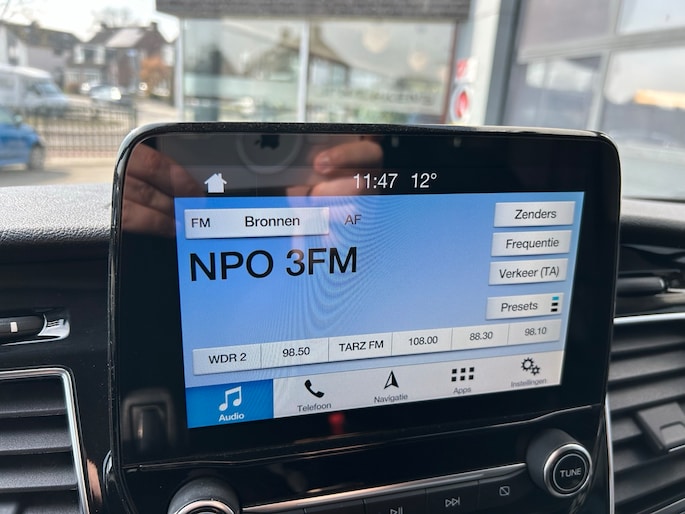 11:47 12°
FM Bronnen AF
Zenders
NPO 3FM
Frequentie
Verkeer (TA)
Presets
WDR 2 98.50 TARZ FM 108.00 88.30 98.10
Audio Telefoon Navigatie Apps Instellingen
TUNE